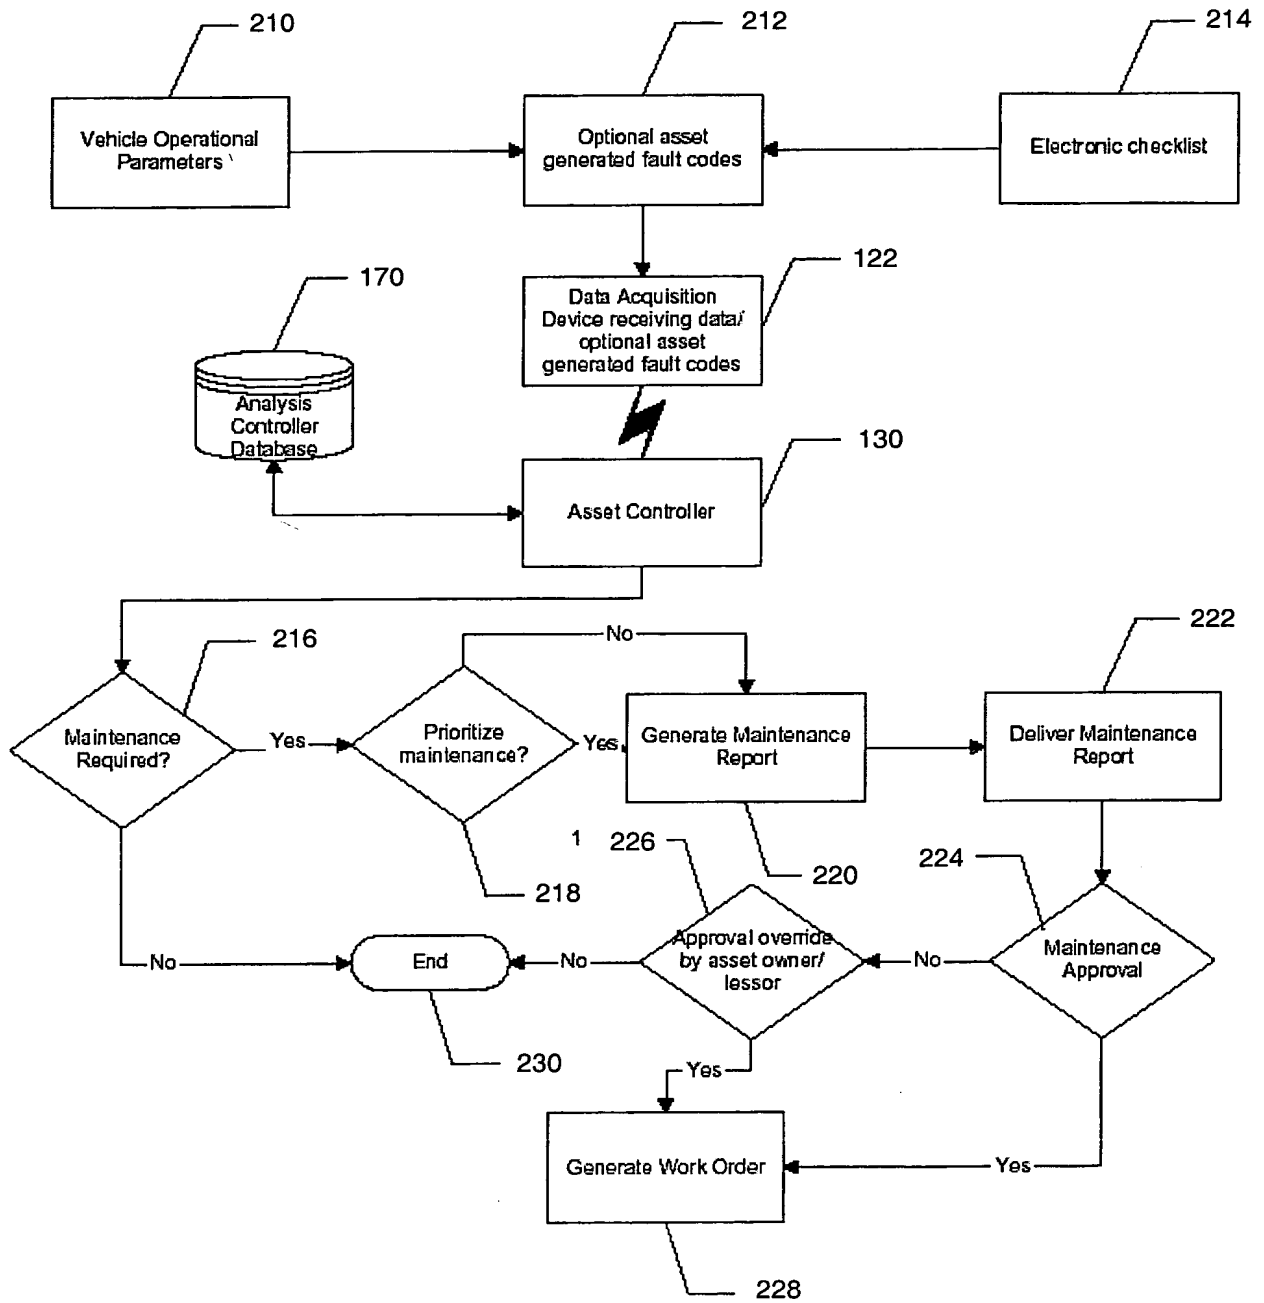 210
212
214
Vehicle Operational
Parameters
Optional asset
generated fault codes
Electronic checklist
170
122
Data Acquisition
Device receiving data/
optional asset
generated fault codes
Analysis
Controller
Database
130
Asset Controller
216
No
222
Maintenance
Required?
Yes
Prioritize
maintenance?
Yes
Generate Maintenance
Report
Deliver Maintenance
Report
1
226
224
218
220
No
End
No
Approval override
by asset owner/
lessor
No
Maintenance
Approval
230
Yes
Generate Work Order
Yes
228